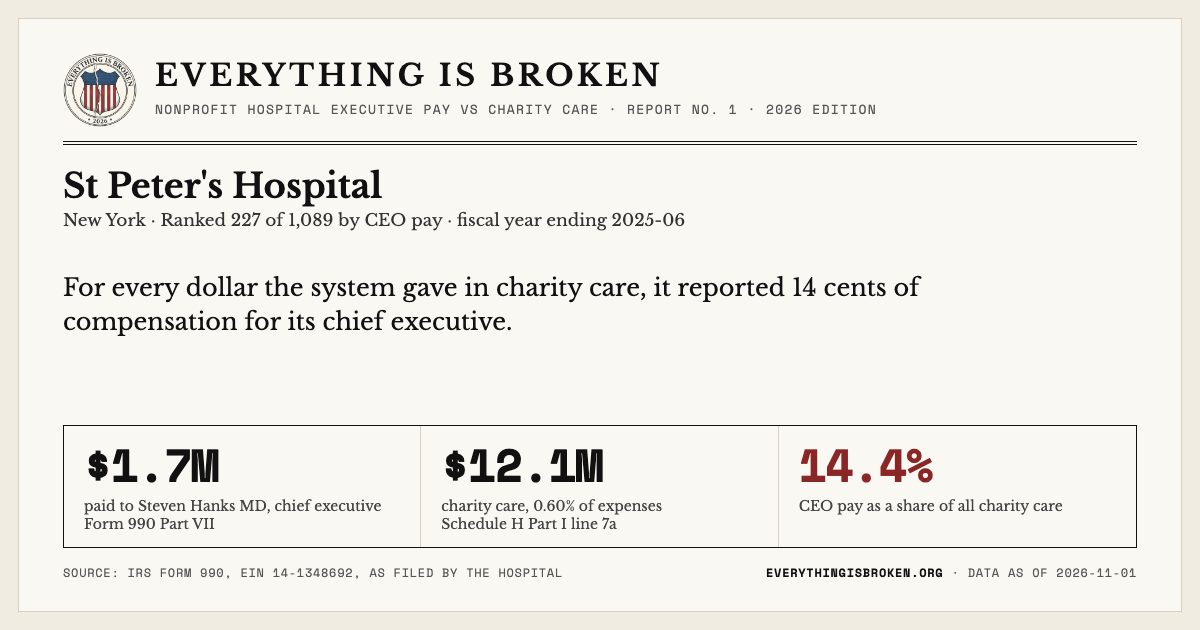 EVERYTHING IS BROKEN
· 2026 ·
EVERYTHING IS BROKEN
NONPROFIT HOSPITAL EXECUTIVE PAY VS CHARITY CARE · REPORT NO. 1 · 2026 EDITION
St Peter's Hospital
New York · Ranked 227 of 1,089 by CEO pay · fiscal year ending 2025-06
For every dollar the system gave in charity care, it reported 14 cents of
compensation for its chief executive.
$1.7M
paid to Steven Hanks MD, chief executive
Form 990 Part VII
$12.1M
charity care, 0.60% of expenses
Schedule H Part I line 7a
14.4%
CEO pay as a share of all charity care
SOURCE: IRS FORM 990, EIN 14-1348692, AS FILED BY THE HOSPITAL
EVERYTHINGISBROKEN.ORG · DATA AS OF 2026-11-01